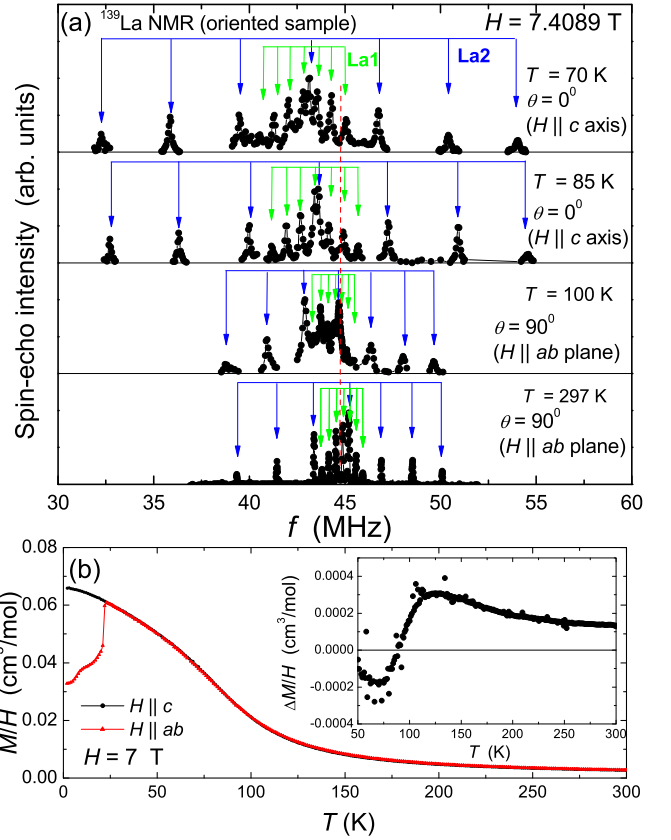 (a) ¹³⁹La NMR (oriented sample) H = 7.4089 T
La1 La2
T = 70 K
θ = 0⁰
(H || c axis)
T = 85 K
θ = 0⁰
(H || c axis)
T = 100 K
θ = 90⁰
(H || ab plane)
T = 297 K
θ = 90⁰
(H || ab plane)
Spin-echo intensity (arb. units)
30 35 40 45 50 55 60
f (MHz)
(b)
0.08
0.06
0.04
0.02
0.00
M/H (cm³/mol)
H || c
H || ab
H = 7 T
0 50 100 150 200 250 300
T (K)
0.0004
0.0002
0.0000
-0.0002
-0.0004
ΔM/H (cm³/mol)
50 100 150 200 250 300
T (K)